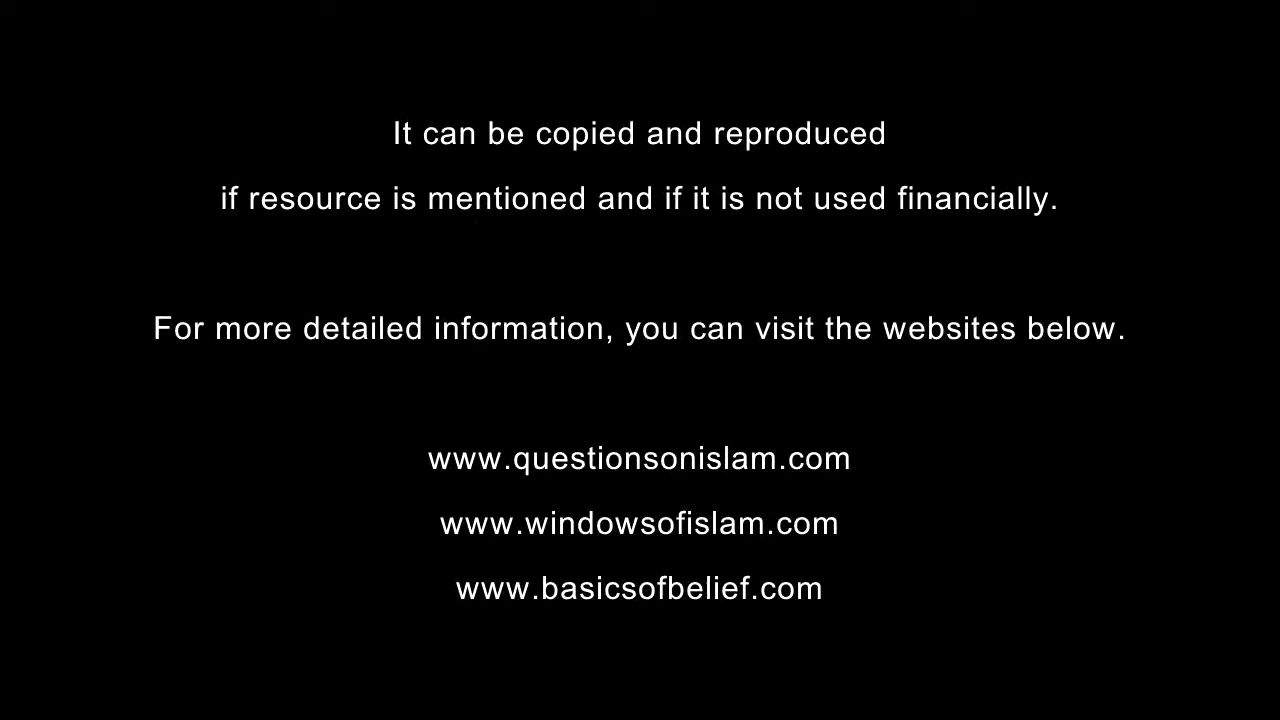 It can be copied and reproduced
if resource is mentioned and if it is not used financially.
For more detailed information, you can visit the websites below.
www.questionsonislam.com
www.windowsofislam.com
www.basicsofbelief.com